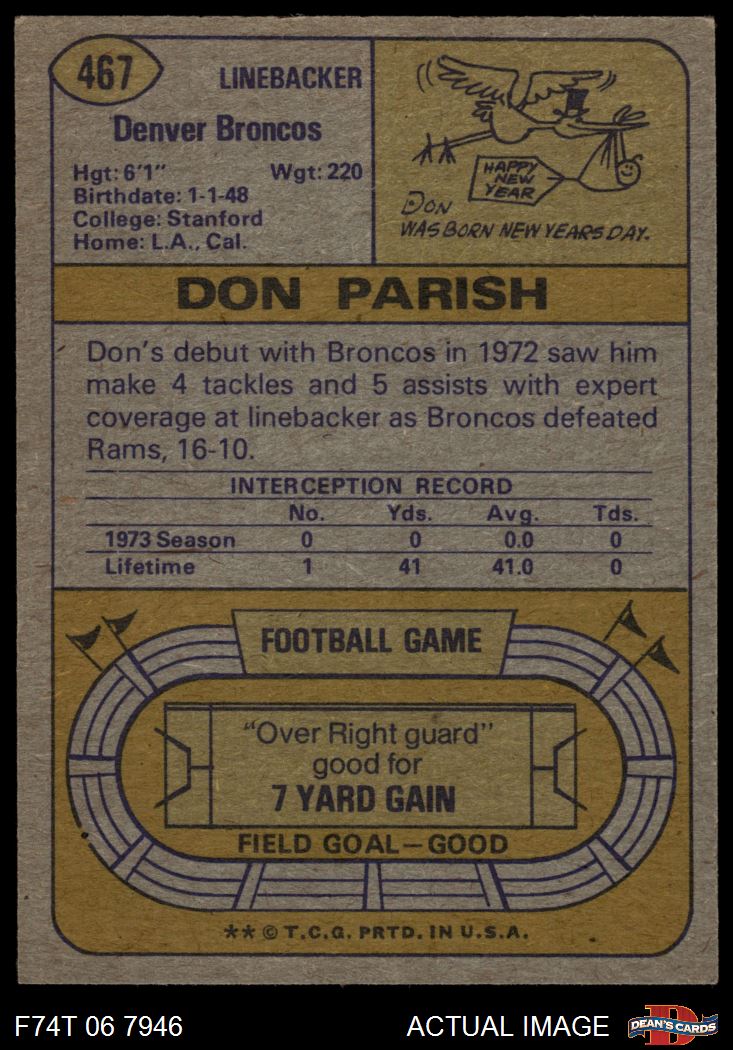 467
LINEBACKER
Denver Broncos
Hgt: 6'1" Wgt: 220
Birthdate: 1-1-48
College: Stanford
Home: L.A., Cal.
HAPPY
NEW
YEAR
DON
WAS BORN NEW YEARS DAY.
DON PARISH
Don's debut with Broncos in 1972 saw him
make 4 tackles and 5 assists with expert
coverage at linebacker as Broncos defeated
Rams, 16-10.
INTERCEPTION RECORD
No. Yds. Avg. Tds.
1973 Season 0 0 0.0 0
Lifetime 1 41 41.0 0
FOOTBALL GAME
"Over Right guard"
good for
7 YARD GAIN
FIELD GOAL—GOOD
** © T.C.G. PRTD. IN U.S.A.
F74T 06 7946 ACTUAL IMAGE
D
DEAN'S CARDS